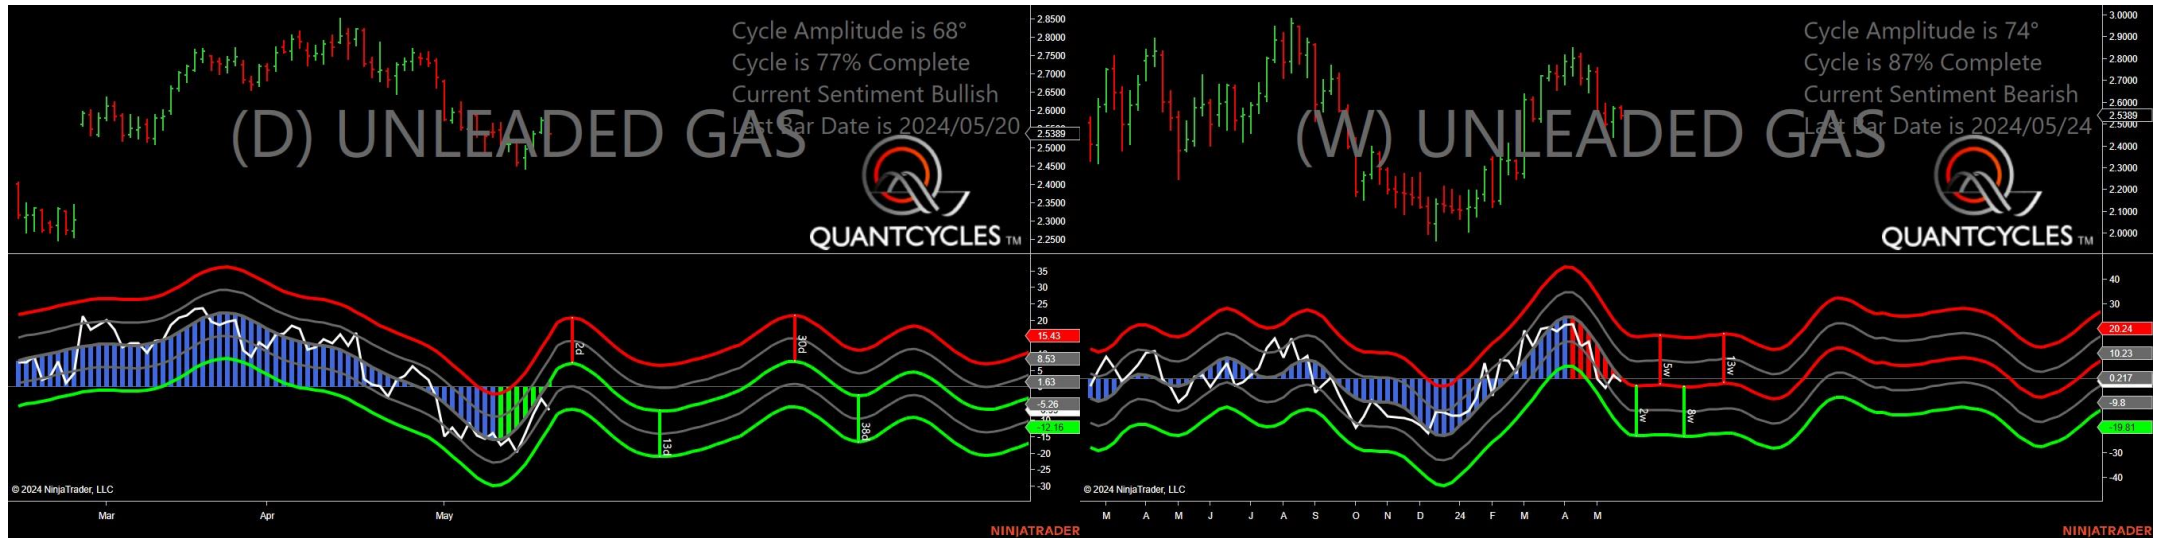 Cycle Amplitude is 68°
Cycle is 77% Complete
Current Sentiment Bullish
Last Bar Date is 2024/05/20
(D) UNLEADED GAS
QUANTCYCLES TM
2.8500
2.8000
2.7500
2.7000
2.6500
2.6000
2.5389
2.5000
2.4500
2.4000
2.3500
2.3000
2.2500
35
30
25
20
15.43
8.53
5
1.63
-5.26
-10
-12.16
-15
-20
-25
-30
2d
13d
30d
38d
© 2024 NinjaTrader, LLC
Mar
Apr
May
NINJATRADER
Cycle Amplitude is 74°
Cycle is 87% Complete
Current Sentiment Bearish
Last Bar Date is 2024/05/24
(W) UNLEADED GAS
QUANTCYCLES TM
3.0000
2.9000
2.8000
2.7000
2.6000
2.5389
2.5000
2.4000
2.3000
2.2000
2.1000
2.0000
40
30
20.24
10.23
0.217
-9.8
-19.81
-30
-40
2w
5w
8w
13w
© 2024 NinjaTrader, LLC
M A M J J A S O N D 24 F M A M
NINJATRADER